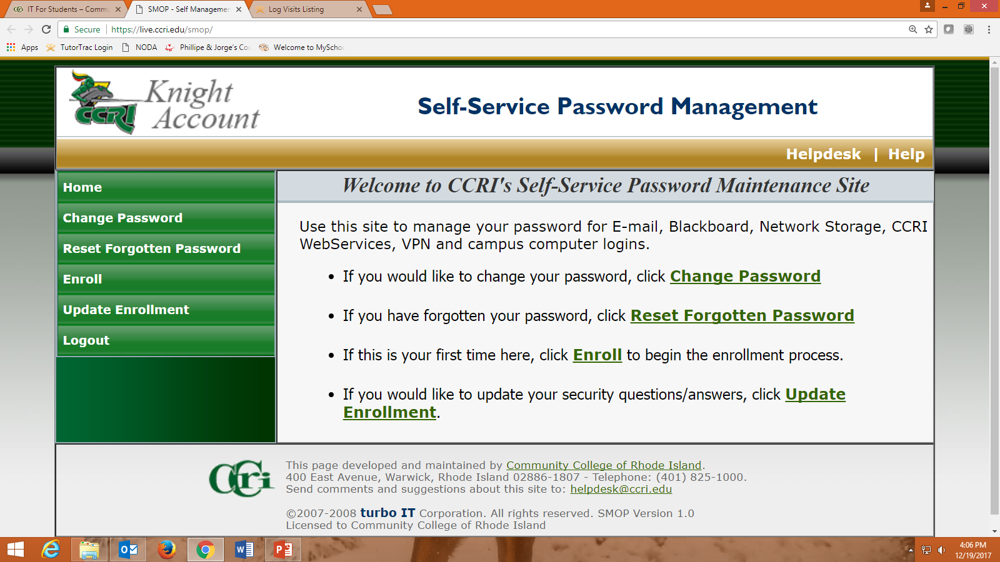 IT For Students – Commu
SMOP - Self Managemen
Log Visits Listing
Secure
https://live.ccri.edu/smop/
Apps
TutorTrac Login
NODA
Phillipe & Jorge's Coo
Welcome to MyScho
Knight
Account
CCRI
Self-Service Password Management
Helpdesk | Help
Home
Change Password
Reset Forgotten Password
Enroll
Update Enrollment
Logout
Welcome to CCRI's Self-Service Password Maintenance Site
Use this site to manage your password for E-mail, Blackboard, Network Storage, CCRI
WebServices, VPN and campus computer logins.
• If you would like to change your password, click Change Password
• If you have forgotten your password, click Reset Forgotten Password
• If this is your first time here, click Enroll to begin the enrollment process.
• If you would like to update your security questions/answers, click Update
Enrollment.
CCri
This page developed and maintained by Community College of Rhode Island.
400 East Avenue, Warwick, Rhode Island 02886-1807 - Telephone: (401) 825-1000.
Send comments and suggestions about this site to: helpdesk@ccri.edu
©2007-2008 turbo IT Corporation. All rights reserved. SMOP Version 1.0
Licensed to Community College of Rhode Island
4:06 PM
12/19/2017